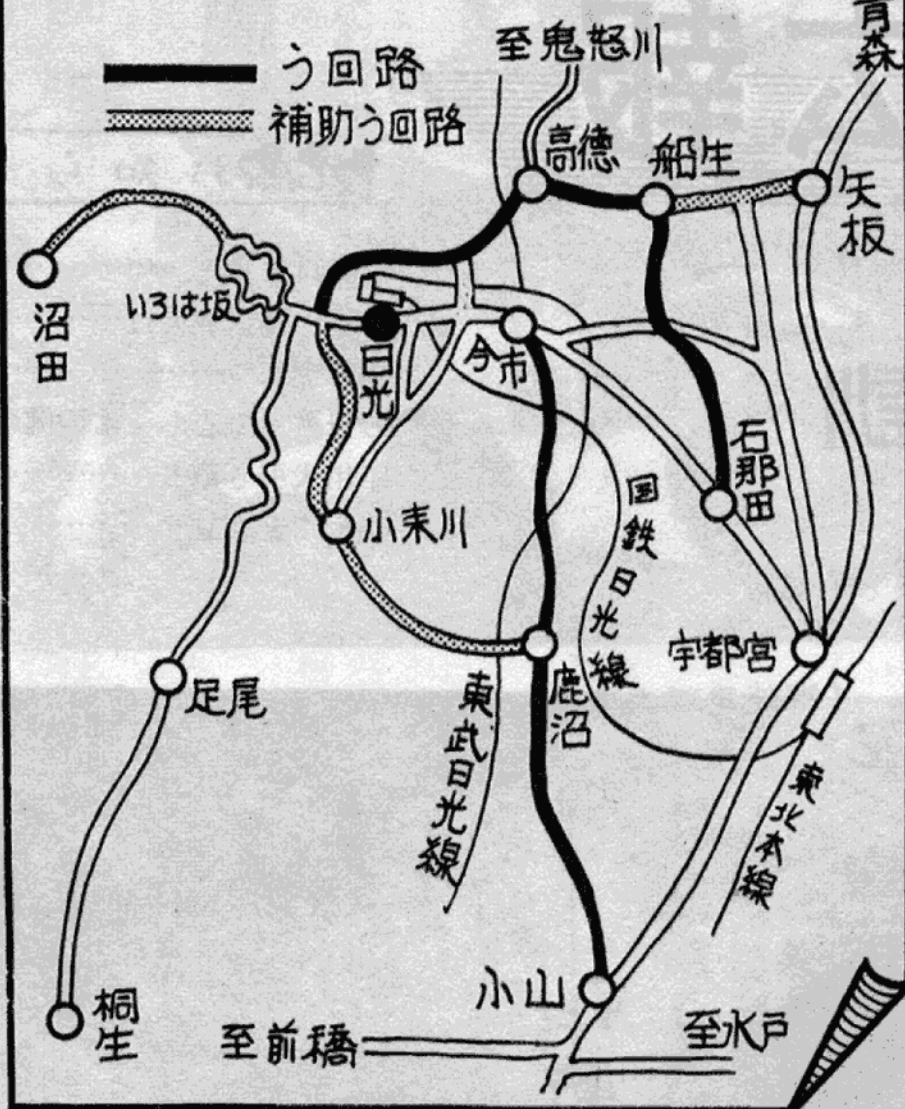 う回路
補助う回路
至鬼怒川
青森
高徳
船生
矢板
沼田
いろは坂
日光
今市
石那田
小来川
国鉄日光線
宇都宮
足尾
東武日光線
鹿沼
東北本線
桐生
小山
至前橋
至水戸